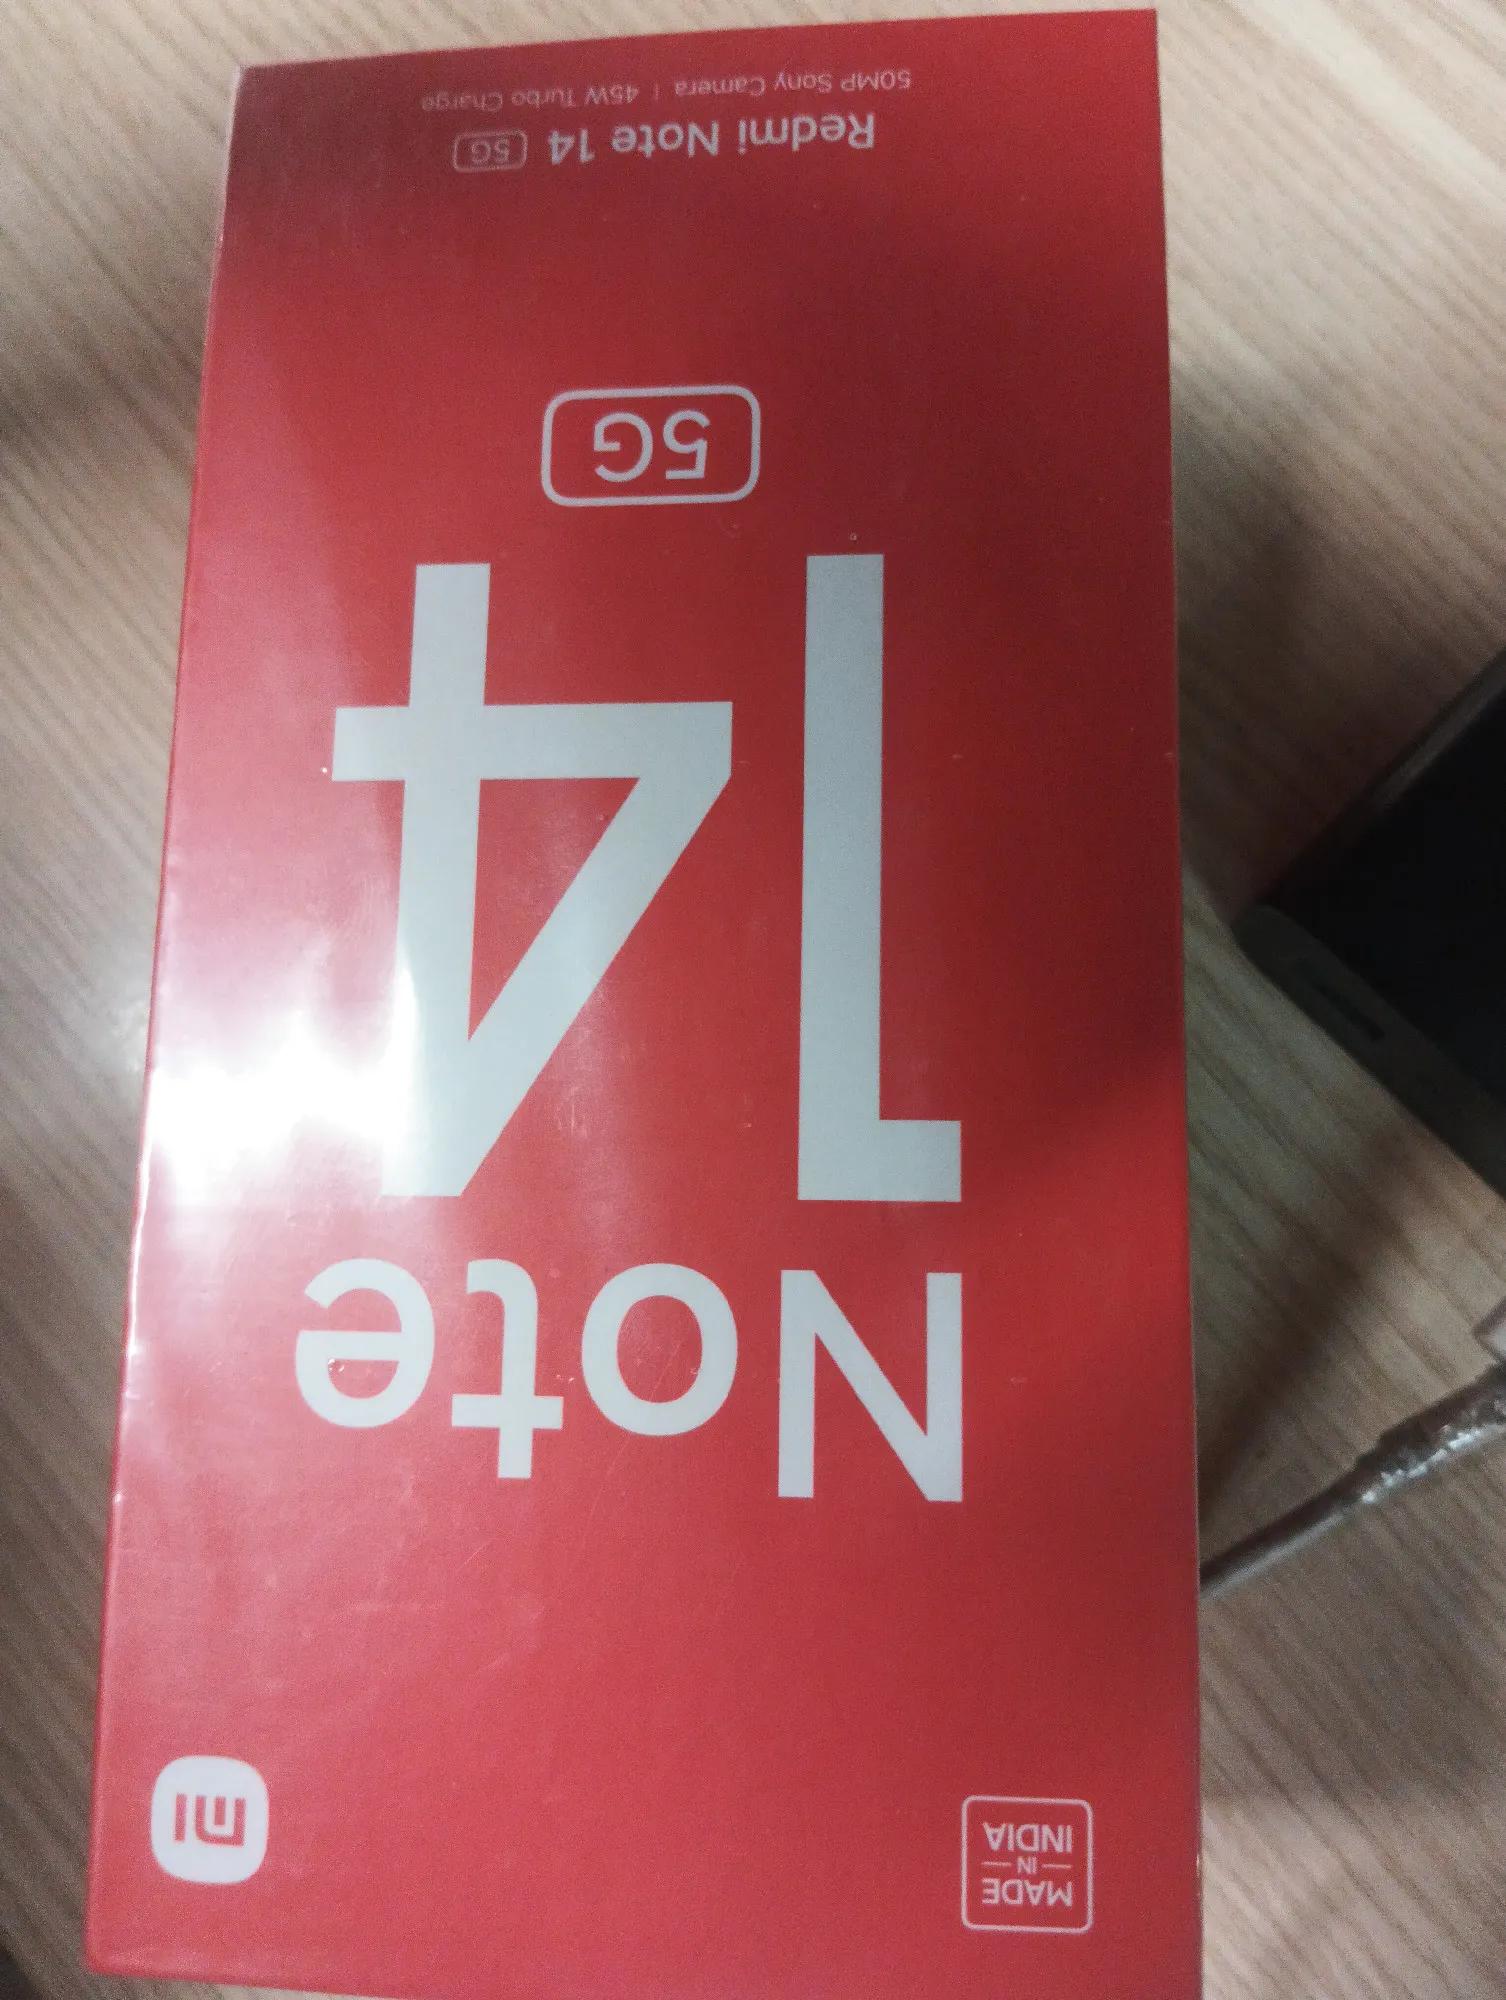 MADE
IN
INDIA
mi
Note
14
5G
Redmi Note 14 5G
50MP Sony Camera | 45W Turbo Charge